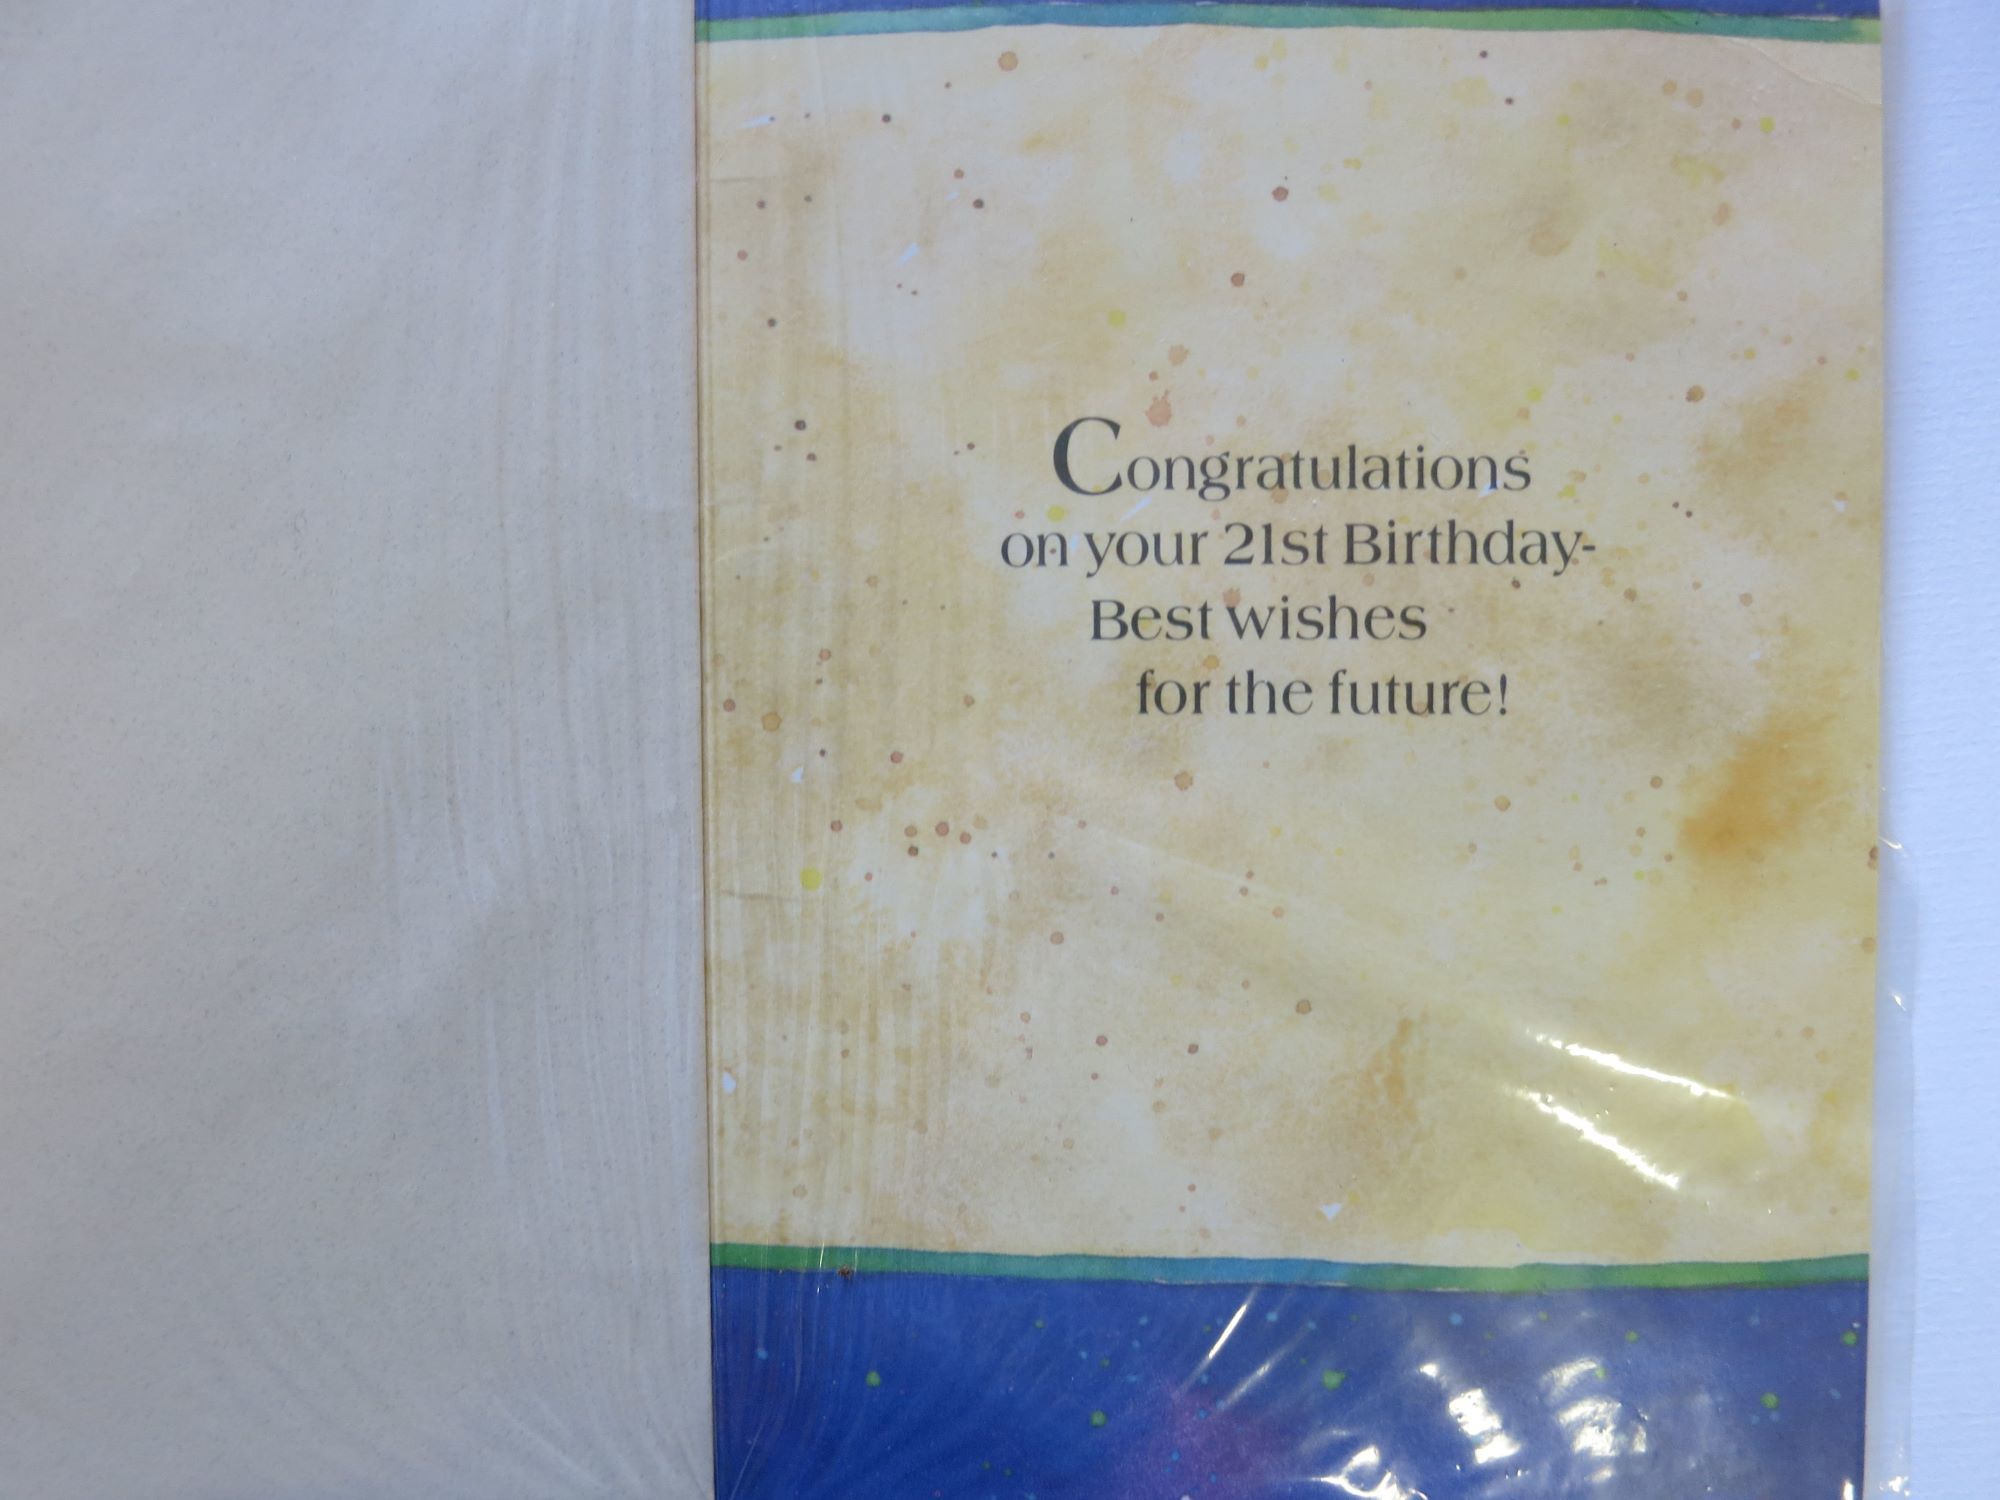 Congratulations
on your 21st Birthday-
Best wishes
for the future!